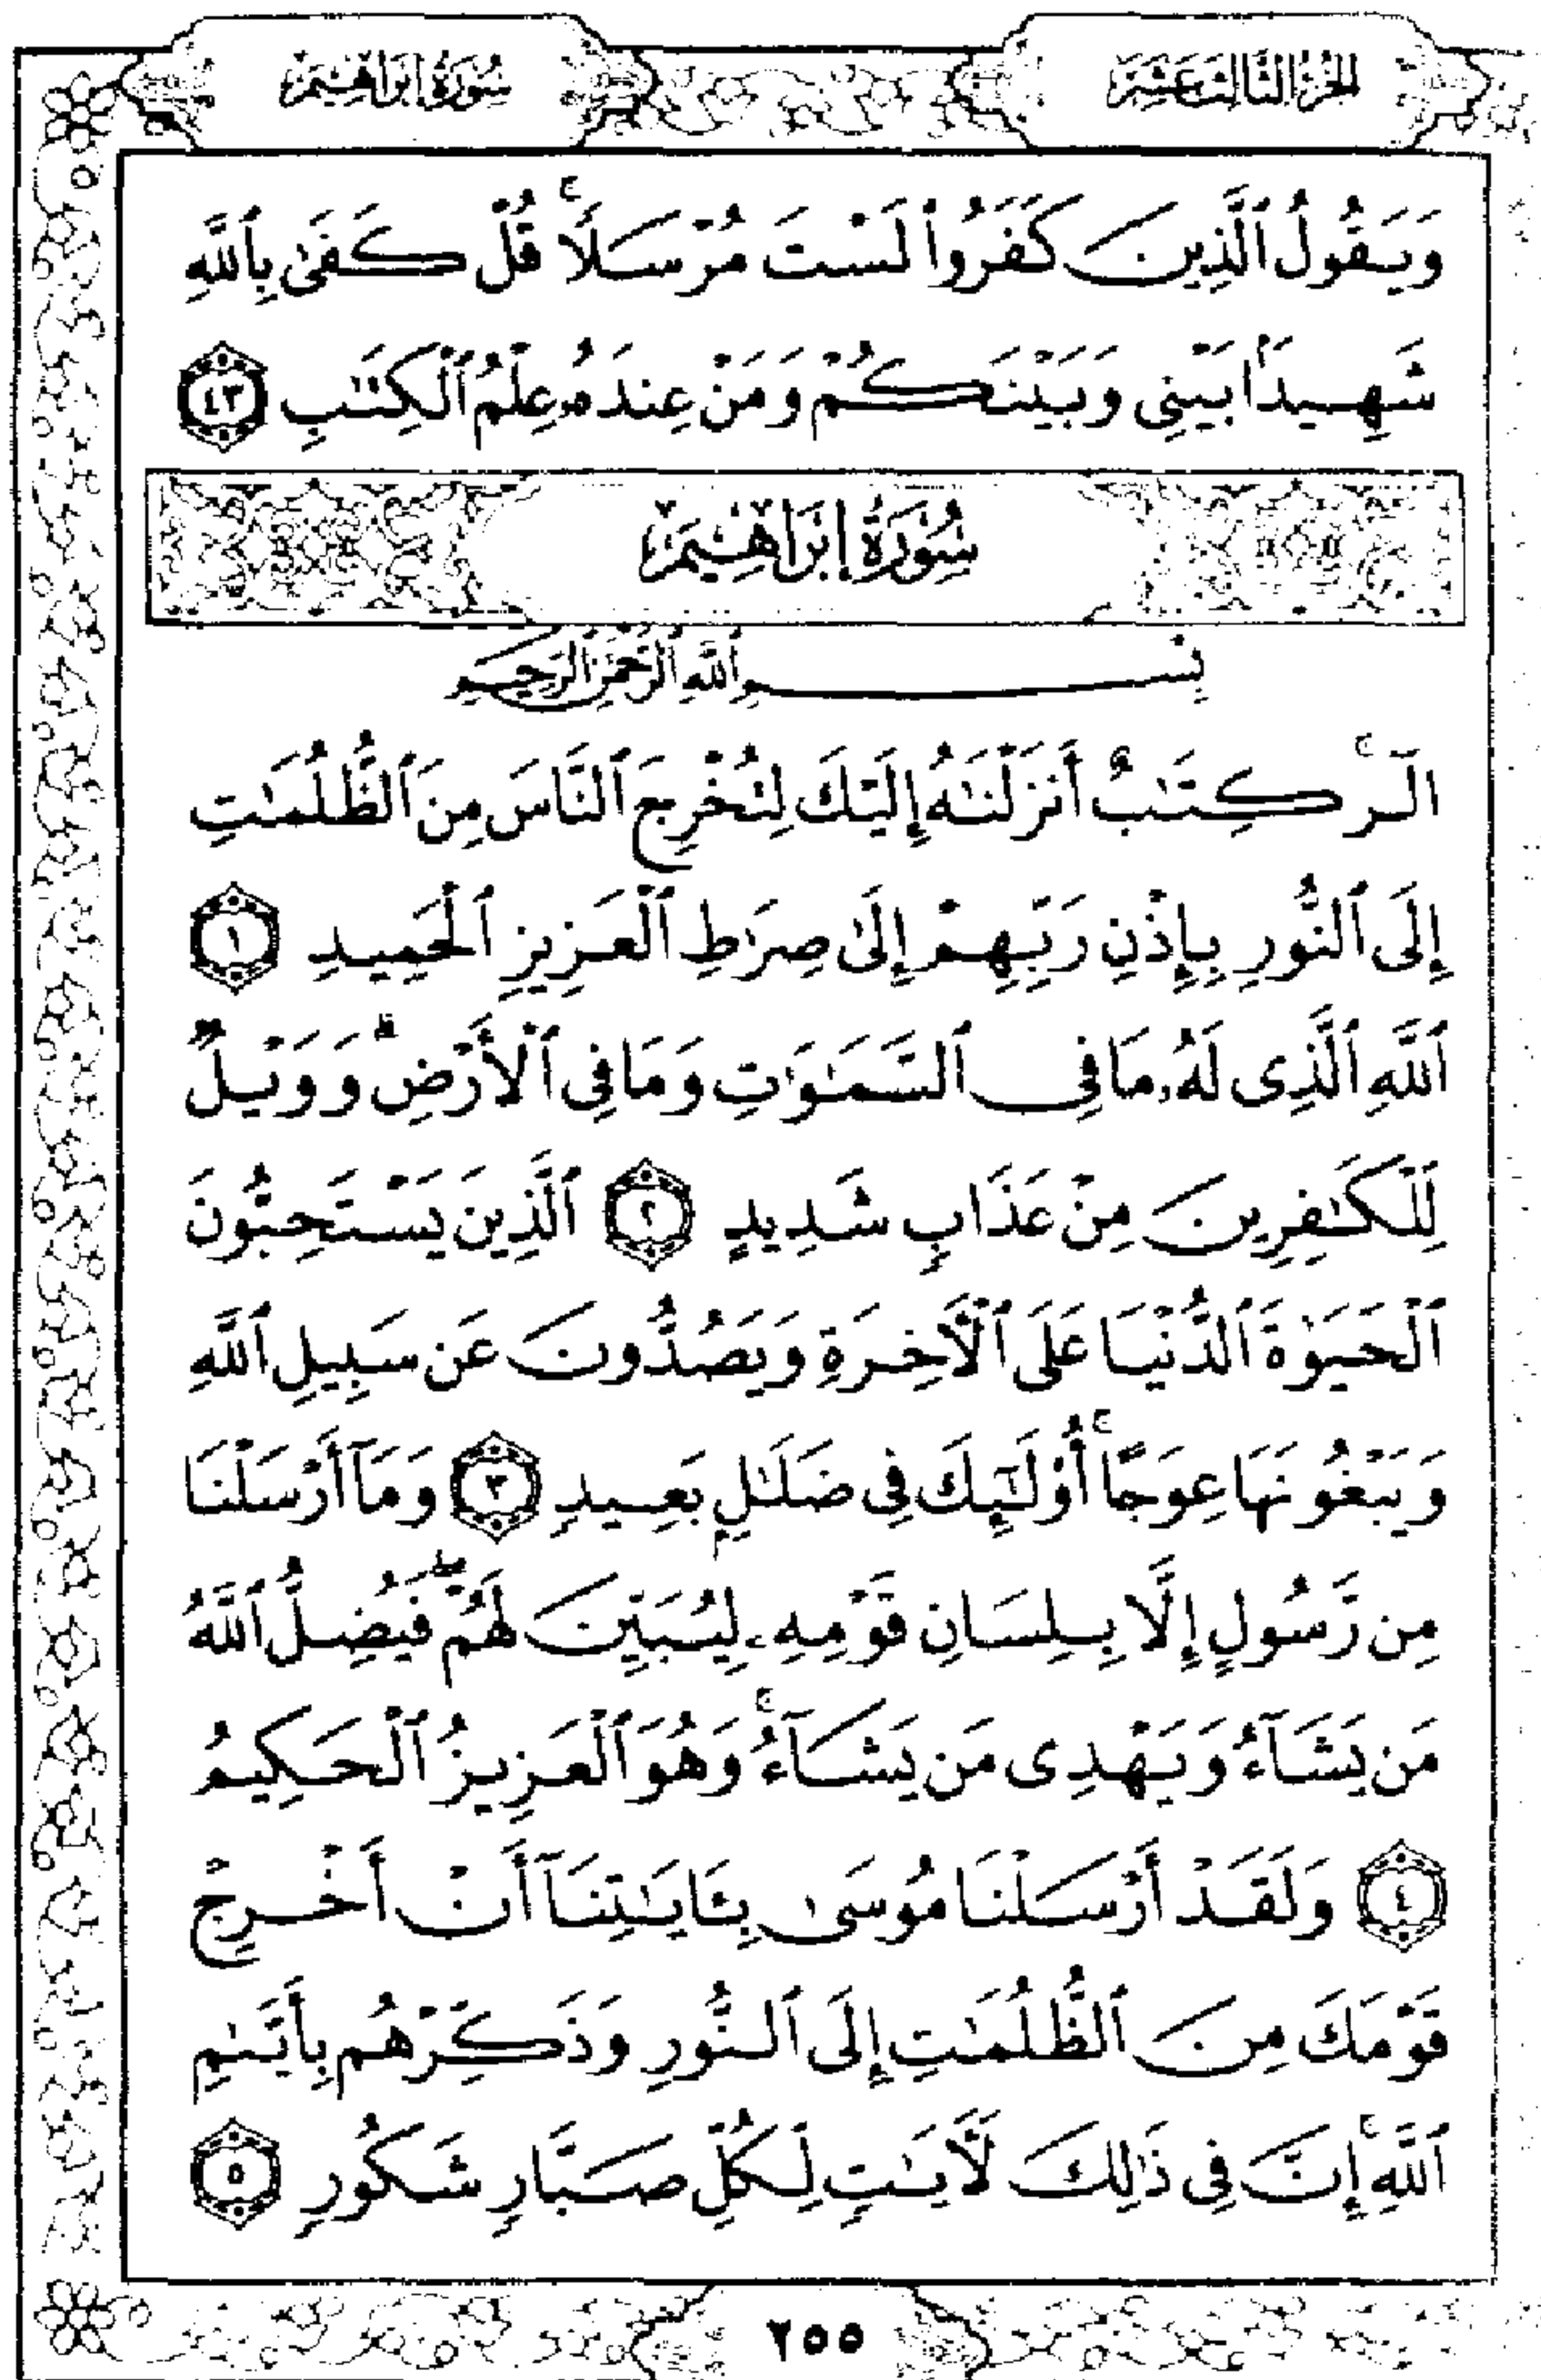 الجزء الثالث عشر
سورة إبراهيم
وَيَقُولُ ٱلَّذِينَ كَفَرُوا۟ لَسْتَ مُرْسَلًا ۚ قُلْ كَفَىٰ بِٱللَّهِ
شَهِيدًۢا بَيْنِى وَبَيْنَكُمْ وَمَنْ عِندَهُۥ عِلْمُ ٱلْكِتَٰبِ ٤٣
سُورَةُ إِبْرَاهِيمَ
بِسْمِ ٱللَّهِ ٱلرَّحْمَٰنِ ٱلرَّحِيمِ
الٓر ۚ كِتَٰبٌ أَنزَلْنَٰهُ إِلَيْكَ لِتُخْرِجَ ٱلنَّاسَ مِنَ ٱلظُّلُمَٰتِ
إِلَى ٱلنُّورِ بِإِذْنِ رَبِّهِمْ إِلَىٰ صِرَٰطِ ٱلْعَزِيزِ ٱلْحَمِيدِ ١
ٱللَّهِ ٱلَّذِى لَهُۥ مَا فِى ٱلسَّمَٰوَٰتِ وَمَا فِى ٱلْأَرْضِ ۗ وَوَيْلٌ
لِّلْكَٰفِرِينَ مِنْ عَذَابٍ شَدِيدٍ ٢ ٱلَّذِينَ يَسْتَحِبُّونَ
ٱلْحَيَوٰةَ ٱلدُّنْيَا عَلَى ٱلْءَاخِرَةِ وَيَصُدُّونَ عَن سَبِيلِ ٱللَّهِ
وَيَبْغُونَهَا عِوَجًا ۚ أُو۟لَٰٓئِكَ فِى ضَلَٰلٍۭ بَعِيدٍ ٣ وَمَآ أَرْسَلْنَا
مِن رَّسُولٍ إِلَّا بِلِسَانِ قَوْمِهِۦ لِيُبَيِّنَ لَهُمْ ۖ فَيُضِلُّ ٱللَّهُ
مَن يَشَآءُ وَيَهْدِى مَن يَشَآءُ ۚ وَهُوَ ٱلْعَزِيزُ ٱلْحَكِيمُ
٤ وَلَقَدْ أَرْسَلْنَا مُوسَىٰ بِـَٔايَٰتِنَآ أَنْ أَخْرِجْ
قَوْمَكَ مِنَ ٱلظُّلُمَٰتِ إِلَى ٱلنُّورِ وَذَكِّرْهُم بِأَيَّىٰمِ
ٱللَّهِ ۚ إِنَّ فِى ذَٰلِكَ لَءَايَٰتٍ لِّكُلِّ صَبَّارٍ شَكُورٍ ٥
٢٥٥